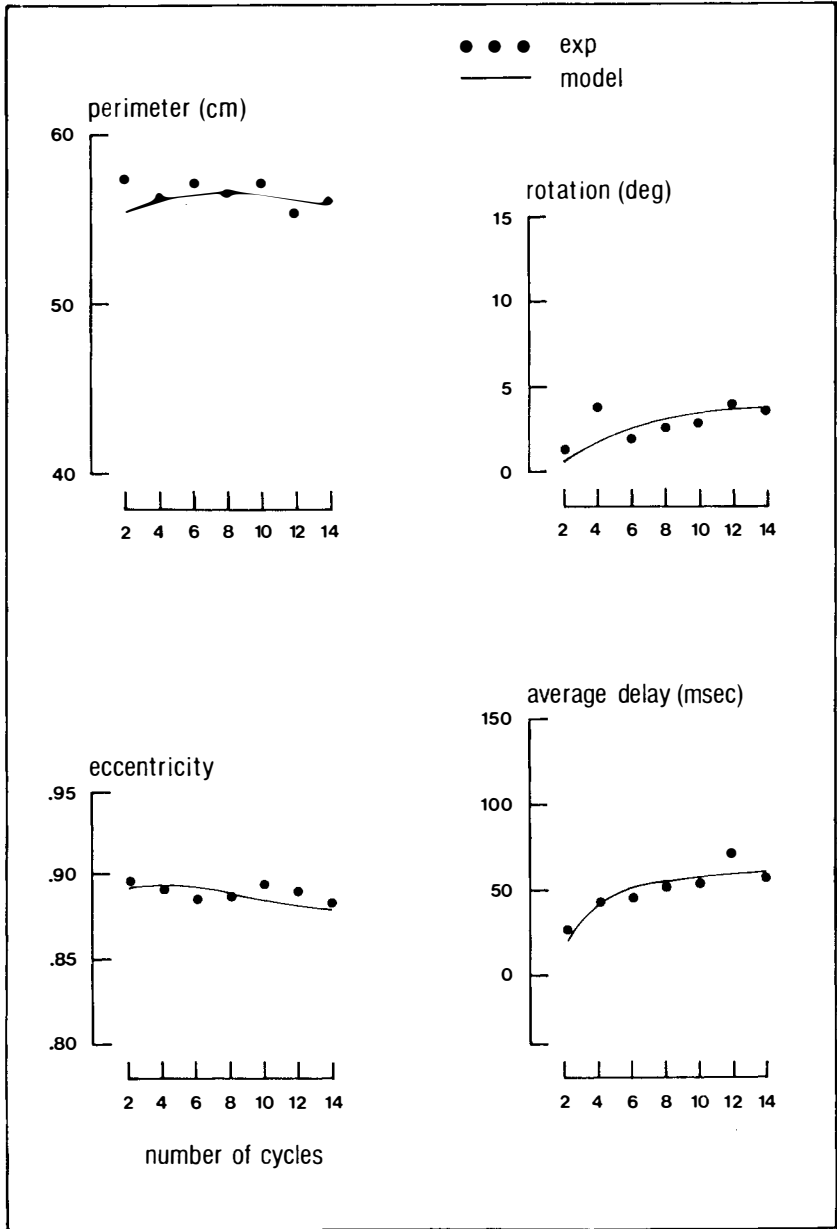 exp
model
perimeter (cm)
60
50
40
2 4 6 8 10 12 14
rotation (deg)
15
10
5
0
2 4 6 8 10 12 14
eccentricity
.95
.90
.85
.80
2 4 6 8 10 12 14
number of cycles
average delay (msec)
150
100
50
0
2 4 6 8 10 12 14